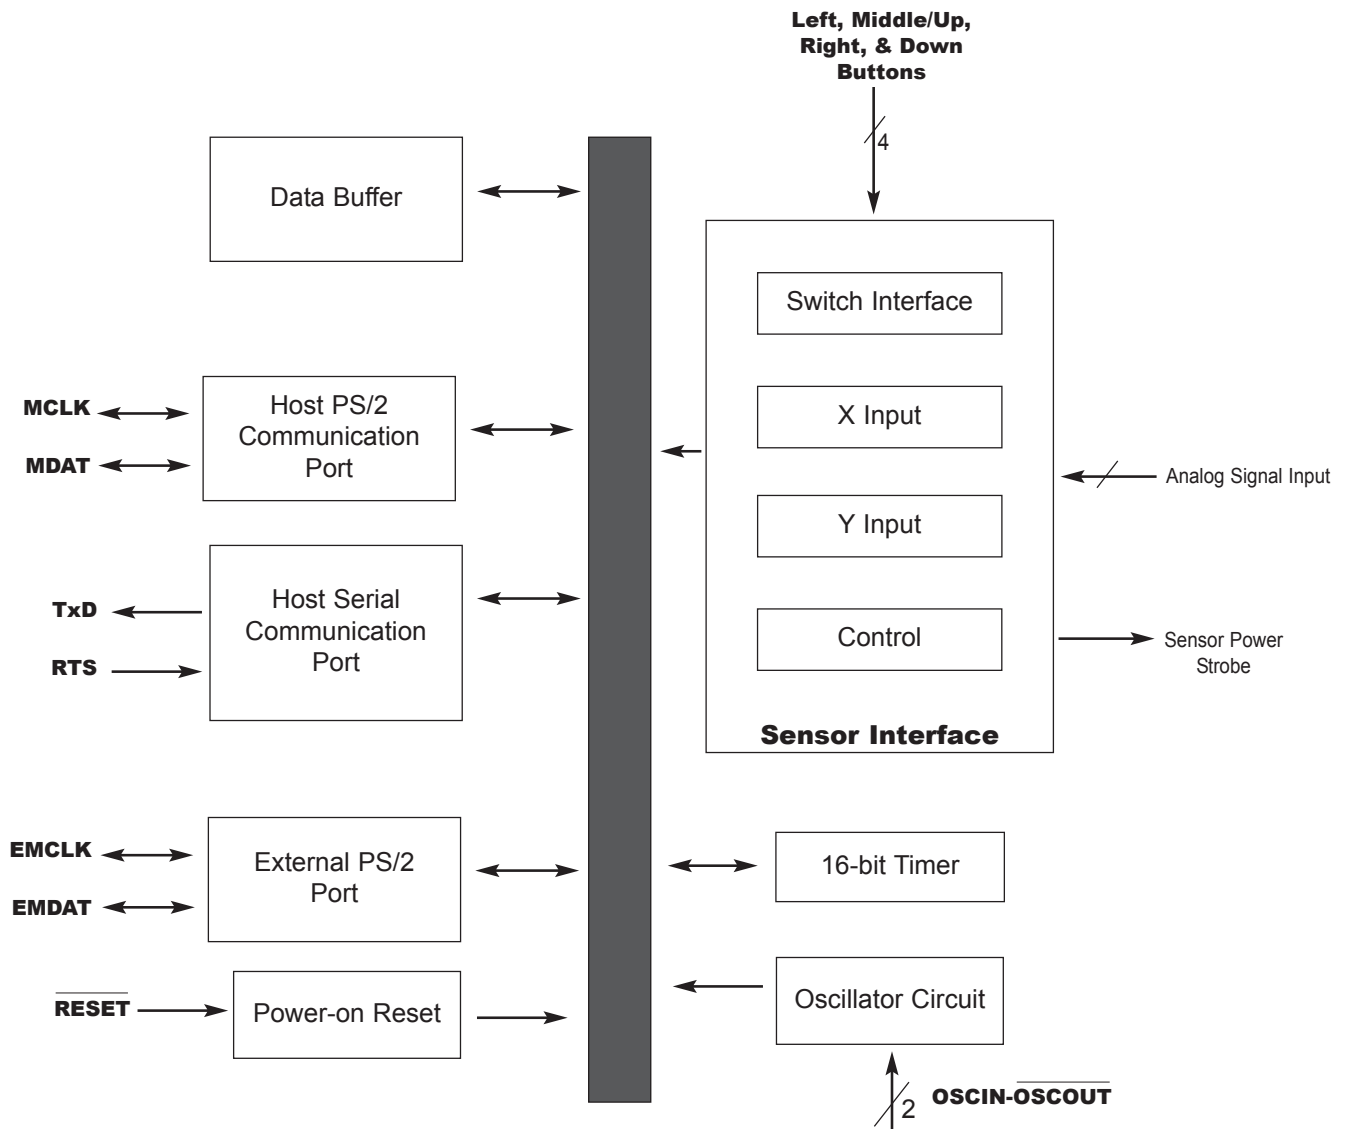 Left, Middle/Up,
Right, & Down
Buttons
4
Data Buffer
Switch Interface
MCLK
MDAT
Host PS/2
Communication
Port
X Input
Analog Signal Input
Y Input
TxD
RTS
Host Serial
Communication
Port
Control
Sensor Power
Strobe
Sensor Interface
EMCLK
EMDAT
External PS/2
Port
16-bit Timer
RESET
Power-on Reset
Oscillator Circuit
2
OSCIN-OSCOUT